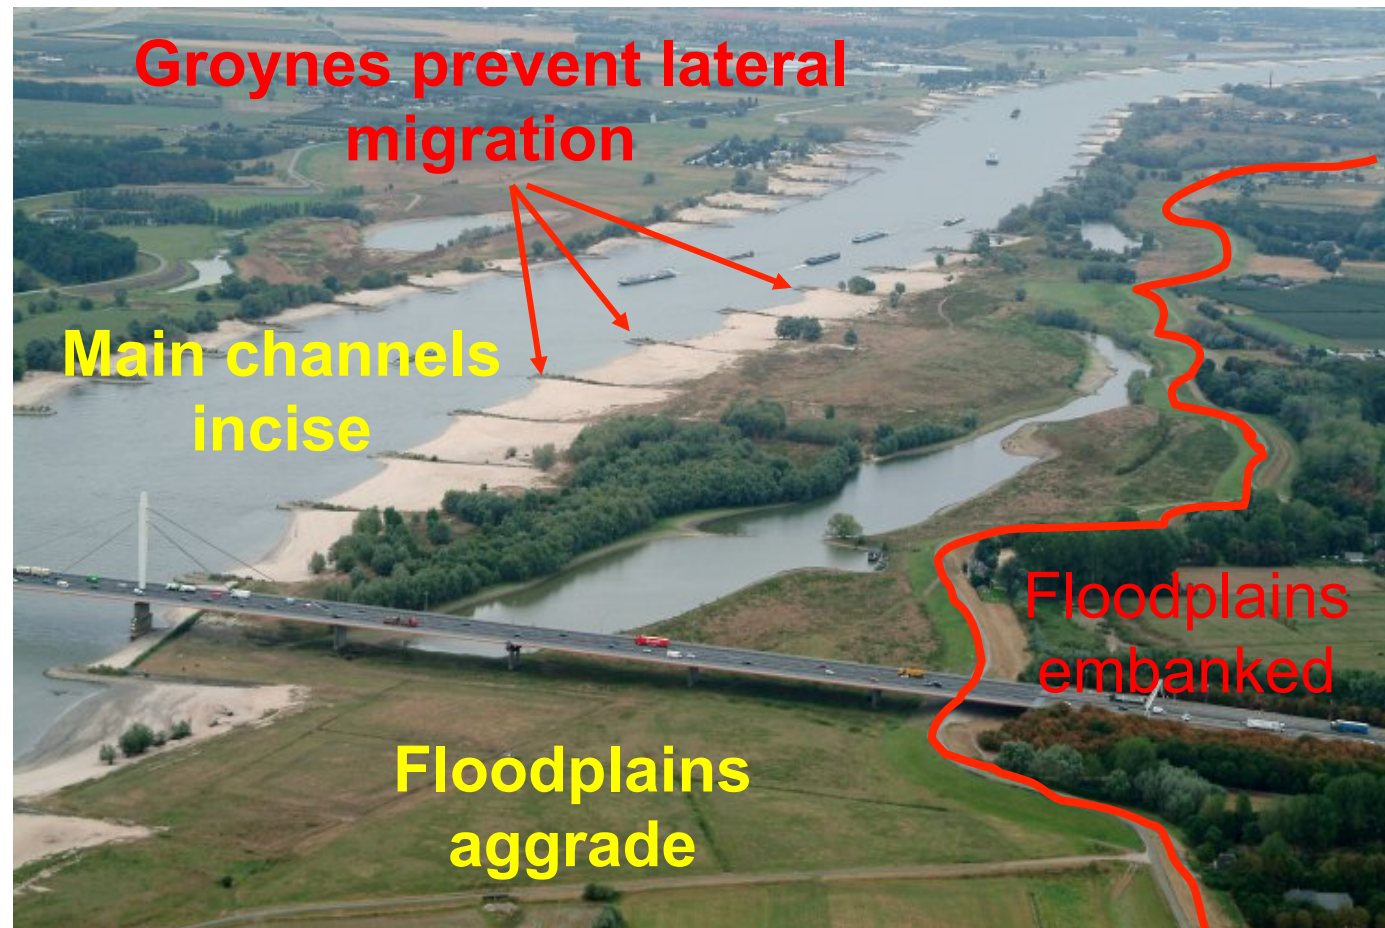 Groynes prevent lateral
migration
Main channels
incise
Floodplains
embanked
Floodplains
aggrade